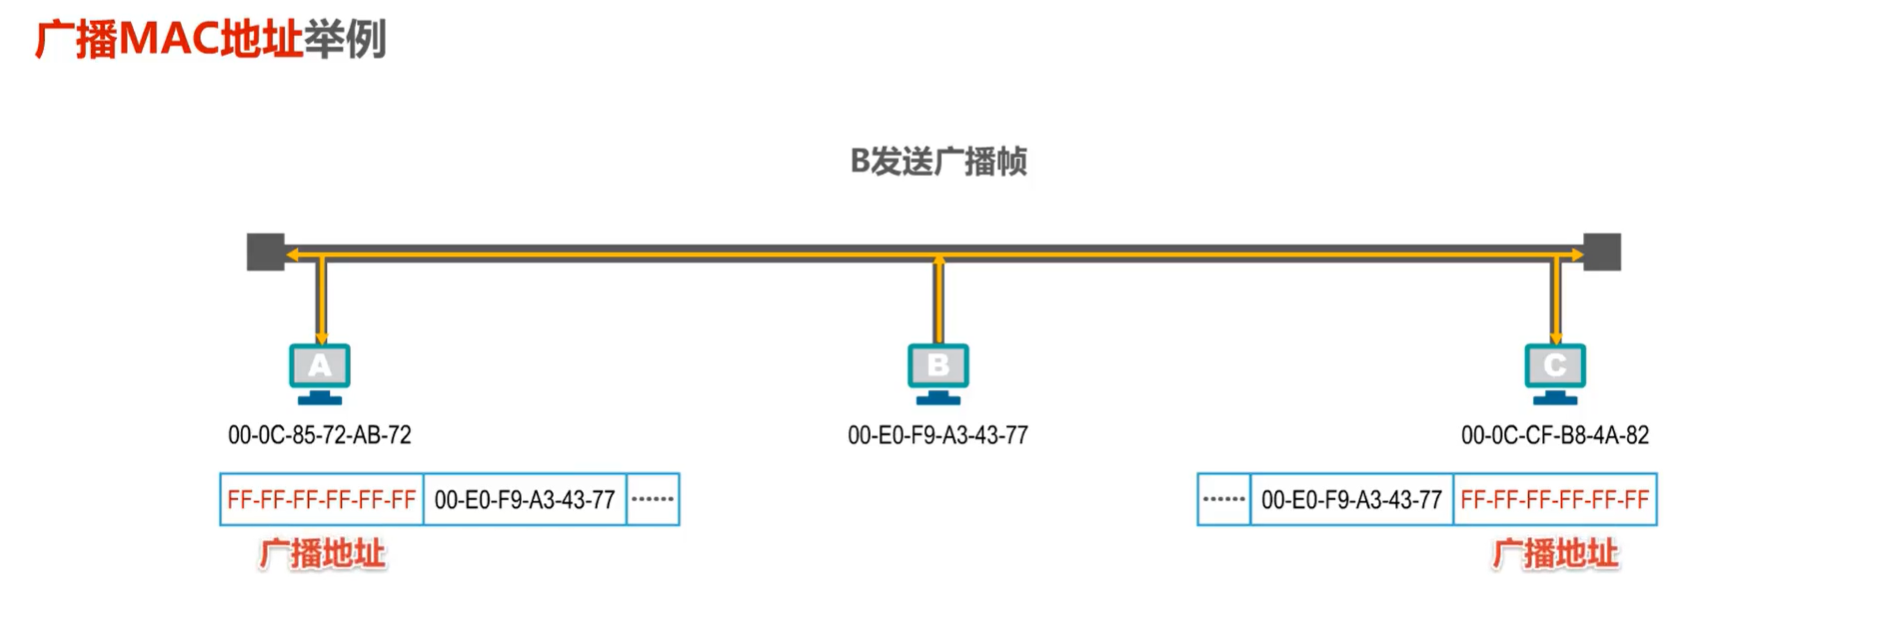 广播MAC地址举例
B发送广播帧
A
B
C
00-0C-85-72-AB-72
00-E0-F9-A3-43-77
00-0C-CF-B8-4A-82
FF-FF-FF-FF-FF-FF 00-E0-F9-A3-43-77 ······
······ 00-E0-F9-A3-43-77 FF-FF-FF-FF-FF-FF
广播地址
广播地址